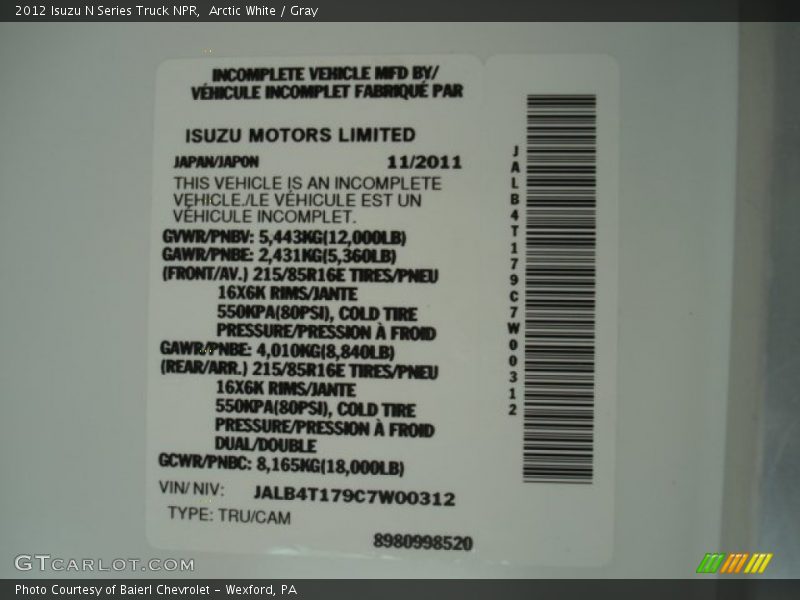 2012 Isuzu N Series Truck NPR,  Arctic White / Gray
INCOMPLETE VEHICLE MFD BY/
VÉHICULE INCOMPLET FABRIQUÉ PAR
ISUZU MOTORS LIMITED
JAPAN/JAPON 11/2011
THIS VEHICLE IS AN INCOMPLETE
VEHICLE./LE VÉHICULE EST UN
VÉHICULE INCOMPLET.
GVWR/PNBV: 5,443KG(12,000LB)
GAWR/PNBE: 2,431KG(5,360LB)
(FRONT/AV.) 215/85R16E TIRES/PNEU
16X6K RIMS/JANTE
550KPA(80PSI), COLD TIRE
PRESSURE/PRESSION À FROID
GAWR/PNBE: 4,010KG(8,840LB)
(REAR/ARR.) 215/85R16E TIRES/PNEU
16X6K RIMS/JANTE
550KPA(80PSI), COLD TIRE
PRESSURE/PRESSION À FROID
DUAL/DOUBLE
GCWR/PNBC: 8,165KG(18,000LB)
VIN/ NIV: JALB4T179C7W00312
TYPE: TRU/CAM
8980998520
JALB4T179C7W00312
GTCARLOT.COM
Photo Courtesy of Baierl Chevrolet - Wexford, PA